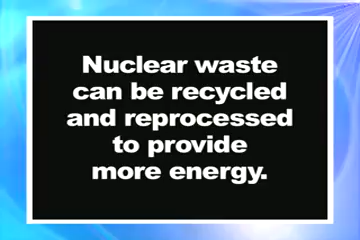 Nuclear waste
can be recycled
and reprocessed
to provide
more energy.